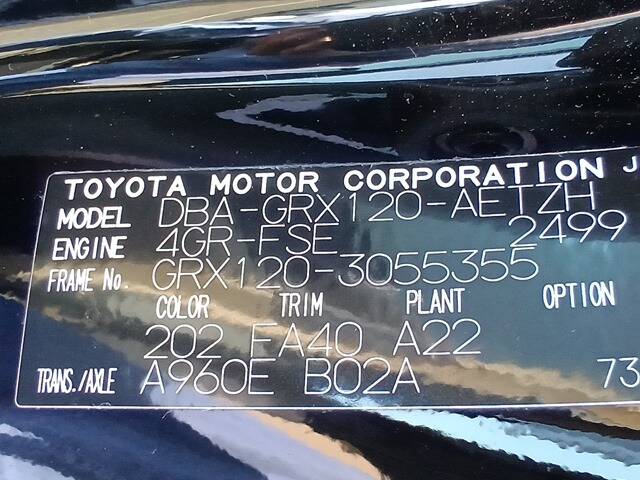 TOYOTA MOTOR CORPORATION J
MODEL DBA-GRX120-AETZH
ENGINE 4GR-FSE 2499
FRAME No. GRX120-3055355
COLOR TRIM PLANT OPTION
202 EA40 A22
TRANS./AXLE A960E B02A 73